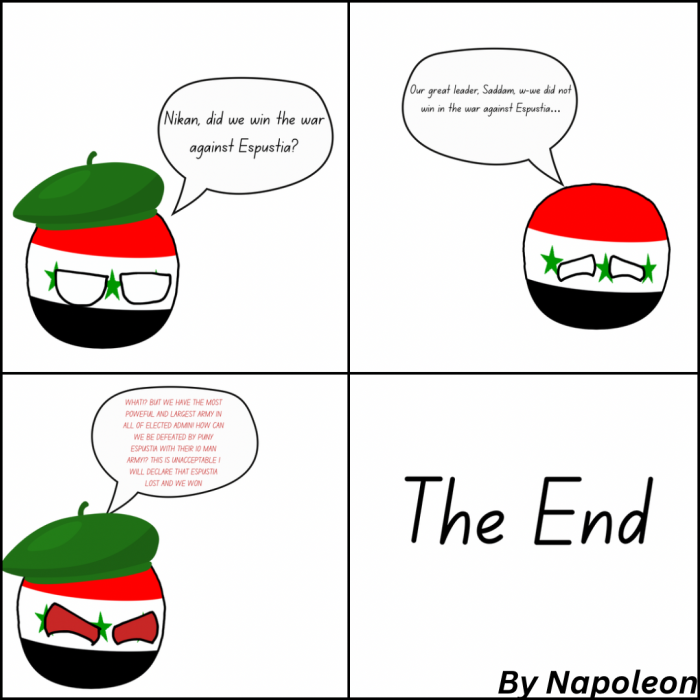 Nikan, did we win the war
against Espustia?
Our great leader, Saddam, w-we did not
win in the war against Espustia...
WHAT!? BUT WE HAVE THE MOST
POWEFUL AND LARGEST ARMY IN
ALL OF ELECTED ADMIN! HOW CAN
WE BE DEFEATED BY PUNY
ESPUSTIA WITH THEIR 10 MAN
ARMY!? THIS IS UNACCEPTABLE I
WILL DECLARE THAT ESPUSTIA
LOST AND WE WON
The End
By Napoleon